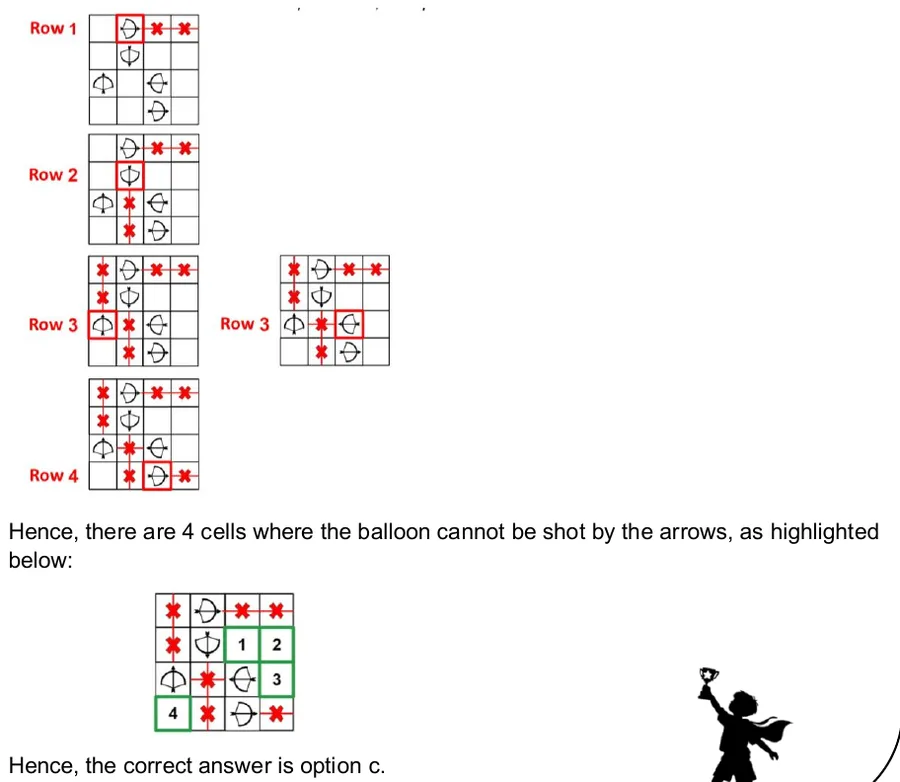 Row 1
Row 2
Row 3 Row 3
Row 4
Hence, there are 4 cells where the balloon cannot be shot by the arrows, as highlighted
below:
1 2
3
4
Hence, the correct answer is option c.